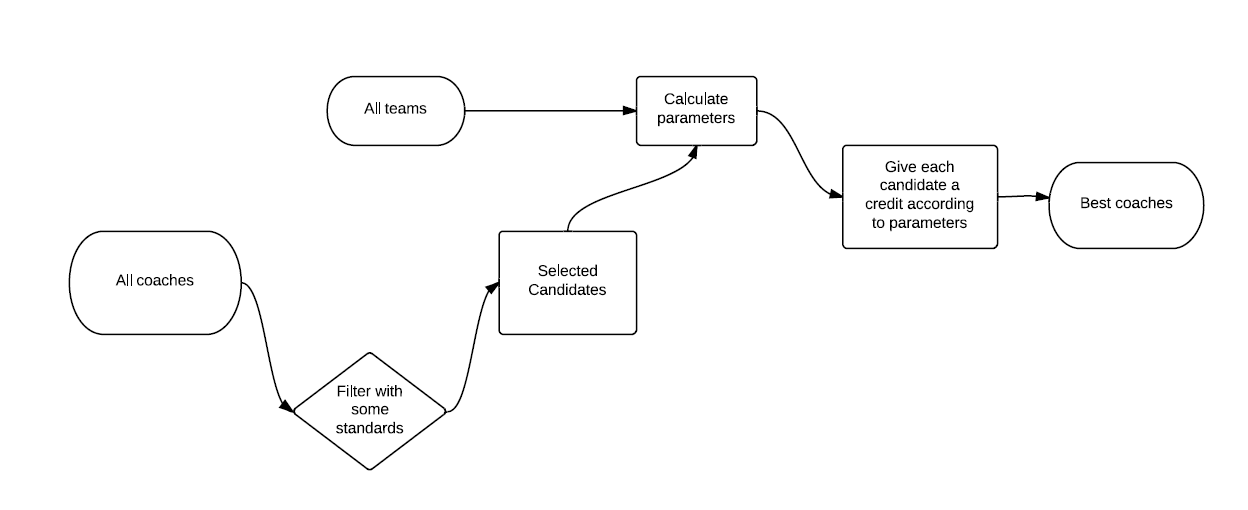 All teams
Calculate
parameters
Give each
candidate a
credit according
to parameters
Best coaches
All coaches
Selected
Candidates
Filter with
some
standards